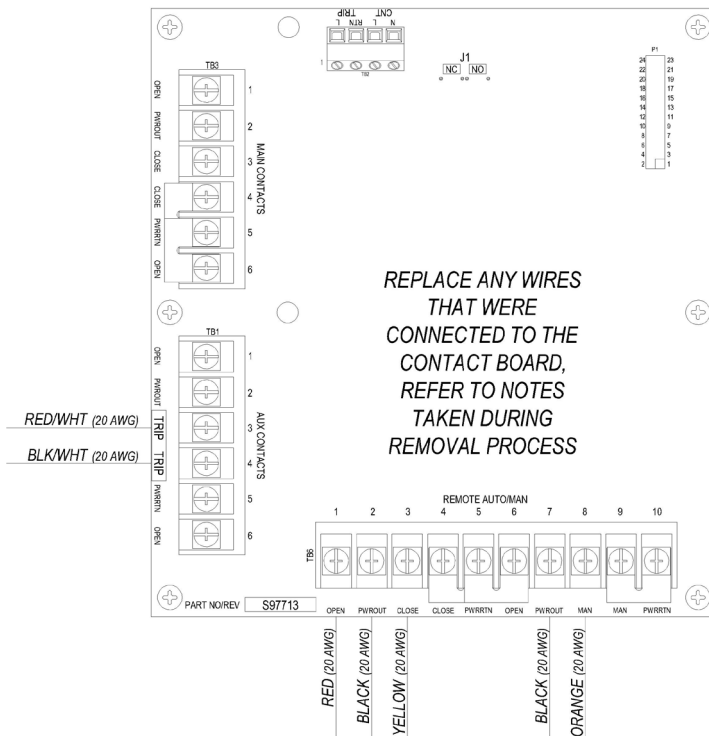 TRIP CNT
L RTN L N
1
TB2
J1
NC NO
P1
24 23
22 21
20 19
18 17
16 15
14 13
12 11
10 9
8 7
6 5
4 3
2 1
TB3
OPEN 1
PWROUT 2
CLOSE 3
CLOSE 4
PWRRTN 5
OPEN 6
MAIN CONTACTS
REPLACE ANY WIRES
THAT WERE
CONNECTED TO THE
CONTACT BOARD,
REFER TO NOTES
TAKEN DURING
REMOVAL PROCESS
TB1
OPEN 1
PWROUT 2
RED/WHT (20 AWG) TRIP 3
BLK/WHT (20 AWG) TRIP 4
PWRRTN 5
OPEN 6
AUX CONTACTS
REMOTE AUTO/MAN
1 2 3 4 5 6 7 8 9 10
TB6
OPEN PWROUT CLOSE CLOSE PWRRTN OPEN PWROUT MAN MAN PWRRTN
PART NO/REV S97713
RED (20 AWG)
BLACK (20 AWG)
YELLOW (20 AWG)
BLACK (20 AWG)
ORANGE (20 AWG)